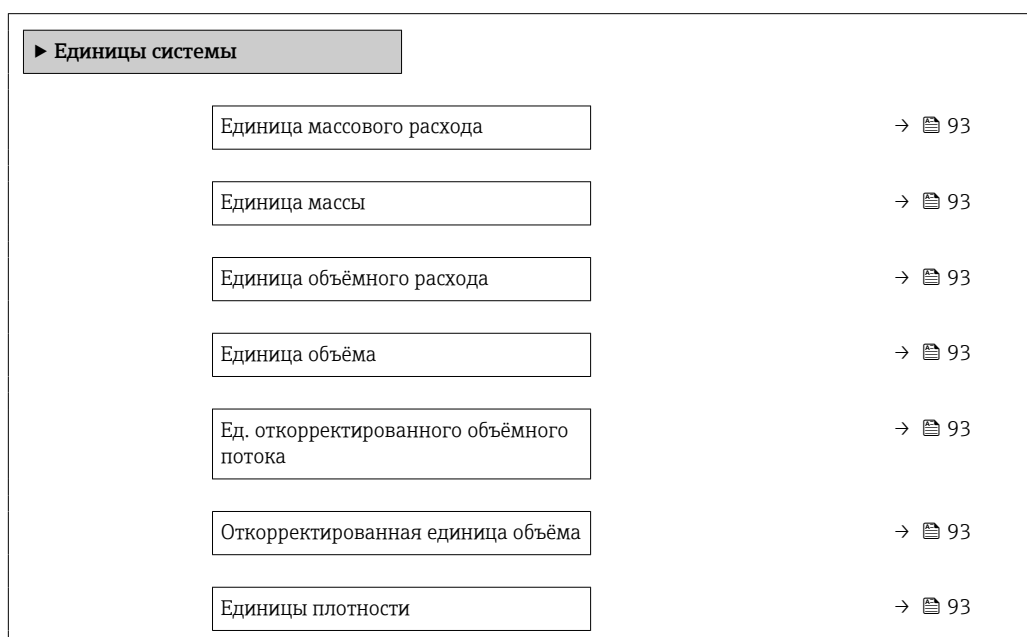 ▶ Единицы системы
Единица массового расхода → 93
Единица массы → 93
Единица объёмного расхода → 93
Единица объёма → 93
Ед. откорректированного объёмного → 93
потока
Откорректированная единица объёма → 93
Единицы плотности → 93